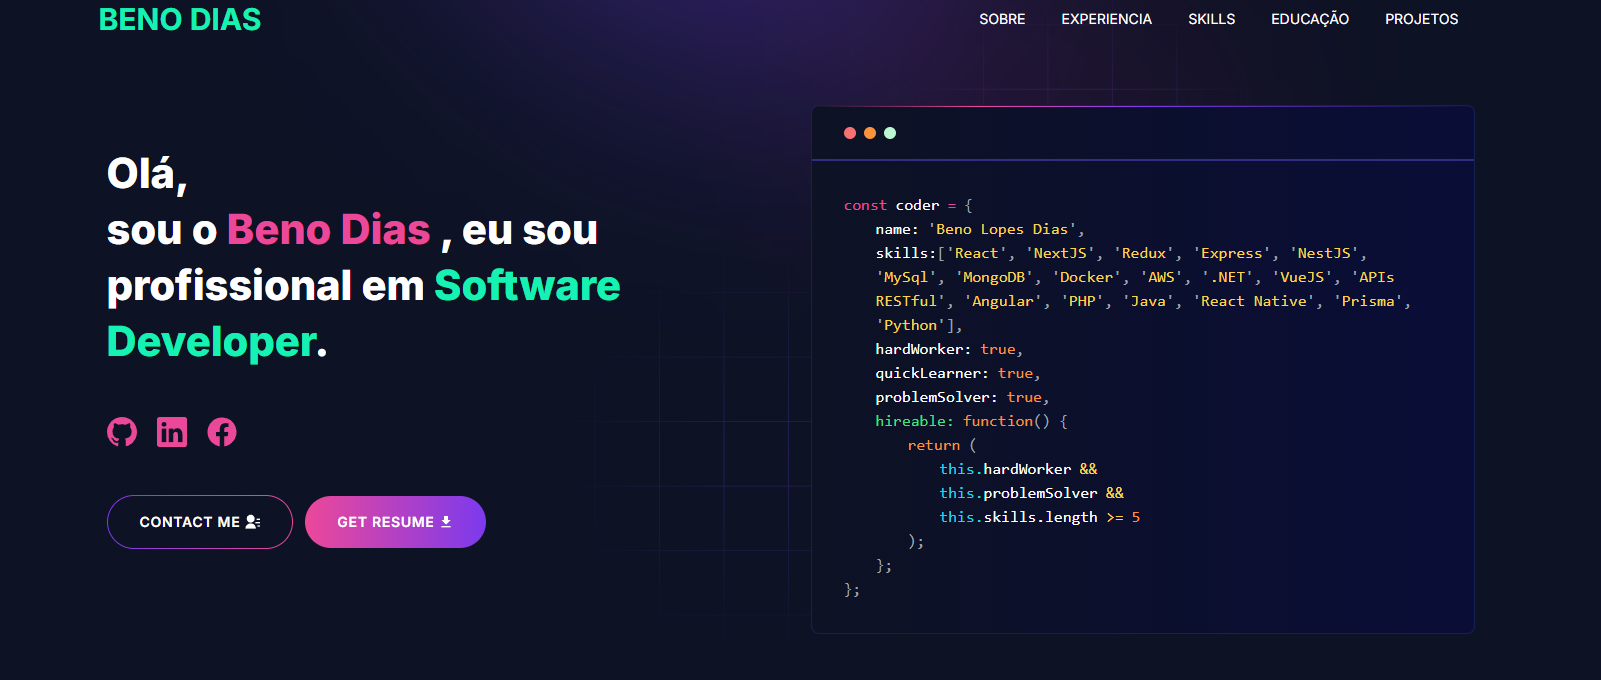 BENO DIAS
SOBRE EXPERIENCIA SKILLS EDUCAÇÃO PROJETOS
Olá,
sou o Beno Dias , eu sou
profissional em Software
Developer.
CONTACT ME GET RESUME
const coder = {
name: 'Beno Lopes Dias',
skills:['React', 'NextJS', 'Redux', 'Express', 'NestJS',
'MySql', 'MongoDB', 'Docker', 'AWS', '.NET', 'VueJS', 'APIs
RESTful', 'Angular', 'PHP', 'Java', 'React Native', 'Prisma',
'Python'],
hardWorker: true,
quickLearner: true,
problemSolver: true,
hireable: function() {
return (
this.hardWorker &&
this.problemSolver &&
this.skills.length >= 5
);
};
};